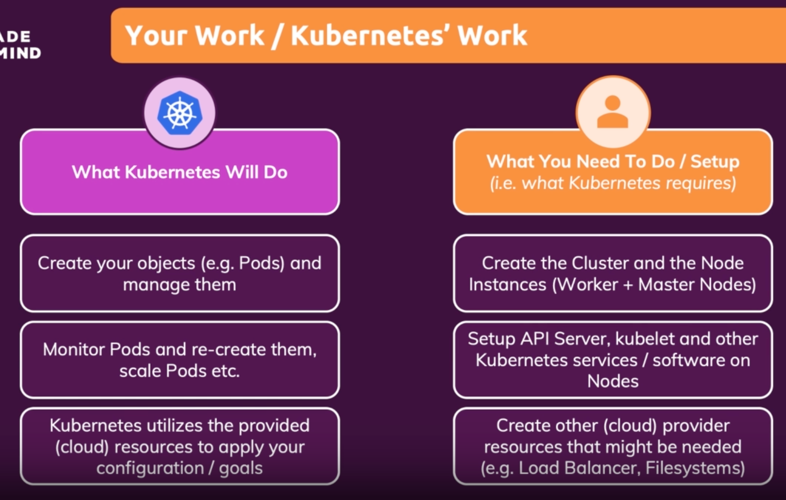 ADE
MIND
Your Work / Kubernetes’ Work
What Kubernetes Will Do
What You Need To Do / Setup
(i.e. what Kubernetes requires)
Create your objects (e.g. Pods) and
manage them
Create the Cluster and the Node
Instances (Worker + Master Nodes)
Monitor Pods and re-create them,
scale Pods etc.
Setup API Server, kubelet and other
Kubernetes services / software on
Nodes
Kubernetes utilizes the provided
(cloud) resources to apply your
configuration / goals
Create other (cloud) provider
resources that might be needed
(e.g. Load Balancer, Filesystems)